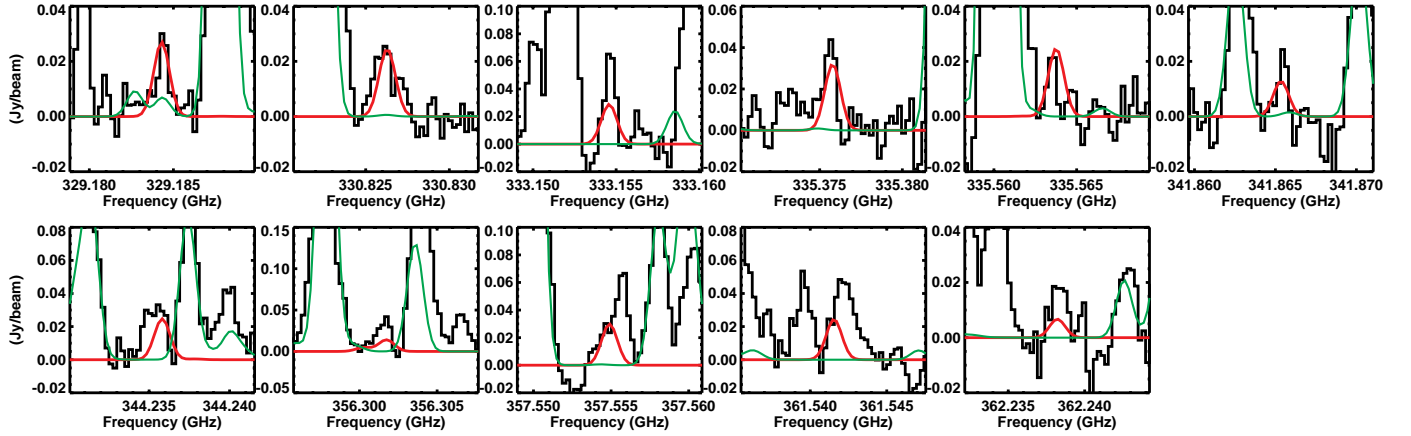 0.04 0.04 0.10 0.06 0.04 0.04
0.08
0.02 0.02 0.06 0.04 0.02 0.02
0.04 0.02
0.00 0.00 0.02 0.00 0.00 0.00
0.00
-0.02 -0.02 -0.02 -0.02 -0.02 -0.02
329.180 329.185 330.825 330.830 333.150 333.155 333.160 335.375 335.380 335.560 335.565 341.860 341.865 341.870
(Jy/beam)
Frequency (GHz) Frequency (GHz) Frequency (GHz) Frequency (GHz) Frequency (GHz) Frequency (GHz)
0.08 0.15 0.10 0.08 0.04
0.06 0.08 0.06
0.10 0.06 0.02
0.04 0.04
0.05 0.04
0.02 0.02 0.02 0.00
0.00 0.00 0.00 0.00
-0.02 -0.05 -0.02 -0.02 -0.02
344.235 344.240 356.300 356.305 357.550 357.555 357.560 361.540 361.545 362.235 362.240
(Jy/beam)
Frequency (GHz) Frequency (GHz) Frequency (GHz) Frequency (GHz) Frequency (GHz)